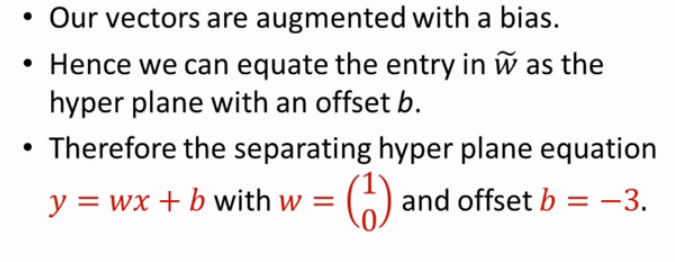 • Our vectors are augmented with a bias.
• Hence we can equate the entry in w̃ as the
hyper plane with an offset b.
• Therefore the separating hyper plane equation
y = wx + b with w = (1 0) and offset b = −3.